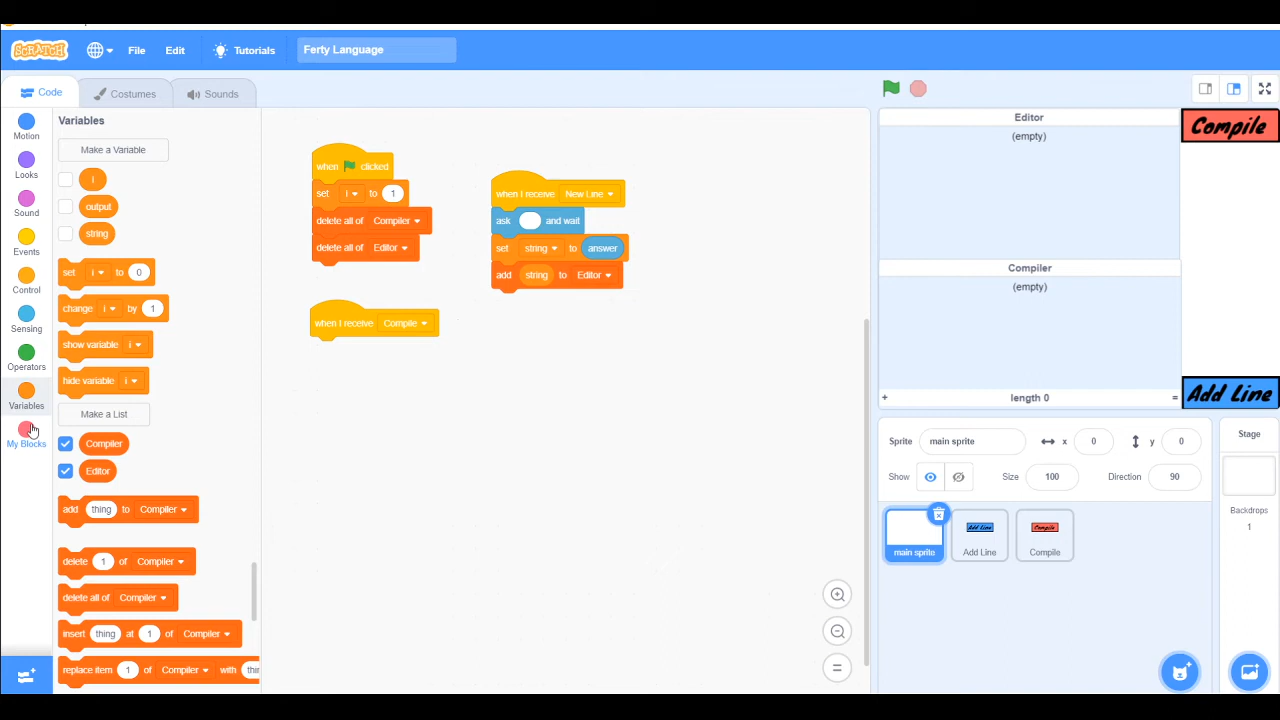 SCRATCH File Edit Tutorials Ferty Language
Code Costumes Sounds
Motion
Looks
Sound
Events
Control
Sensing
Operators
Variables
My Blocks
Variables
Make a Variable
i
output
string
set i to 0
change i by 1
show variable i
hide variable i
Make a List
Compiler
Editor
add thing to Compiler
delete 1 of Compiler
delete all of Compiler
insert thing at 1 of Compiler
replace item 1 of Compiler with
when clicked
set i to 1
delete all of Compiler
delete all of Editor
when I receive Compile
when I receive New Line
ask and wait
set string to answer
add string to Editor
Editor
(empty)
Compiler
(empty)
+ length 0 =
Compile
Add Line
Sprite main sprite x 0 y 0
Show Size 100 Direction 90
main sprite
Add Line
Add Line
Compile
Compile
Stage
Backdrops
1